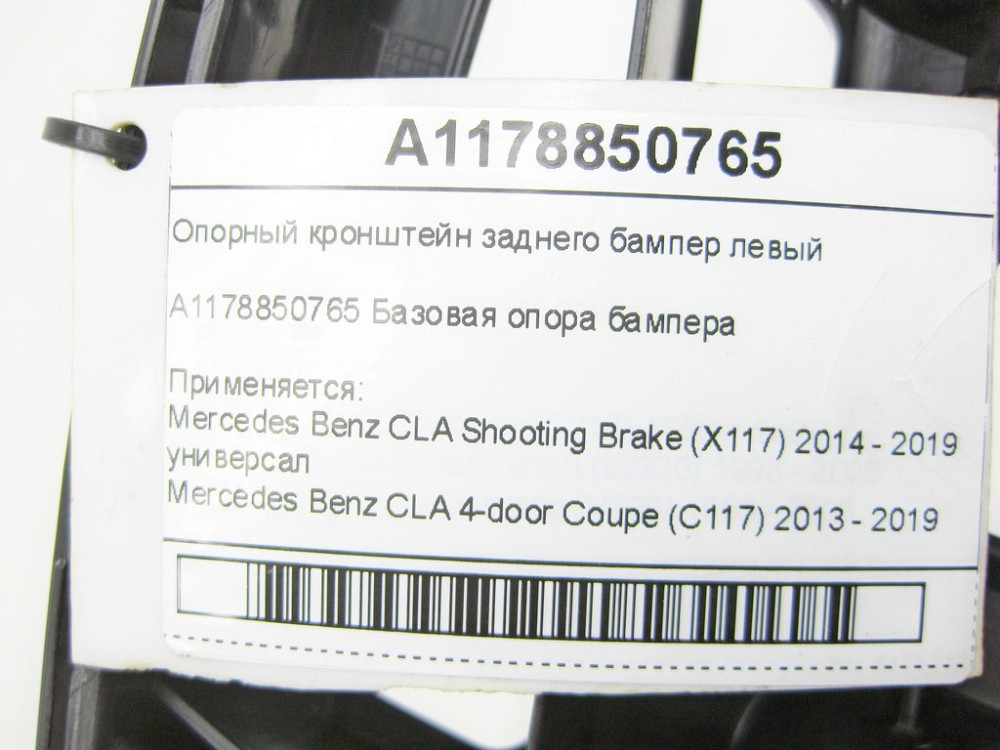 A1178850765
Опорный кронштейн заднего бампер левый
A1178850765 Базовая опора бампера
Применяется:
Mercedes Benz CLA Shooting Brake (X117) 2014 - 2019
универсал
Mercedes Benz CLA 4-door Coupe (C117) 2013 - 2019